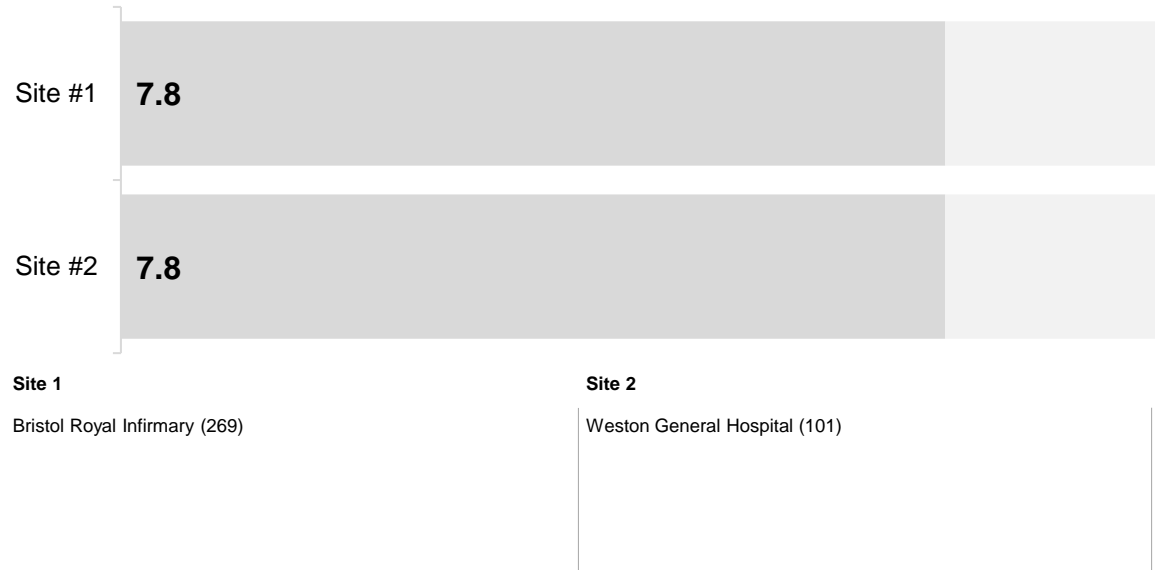 Site #1 7.8
Site #2 7.8
Site 1
Bristol Royal Infirmary (269)
Site 2
Weston General Hospital (101)